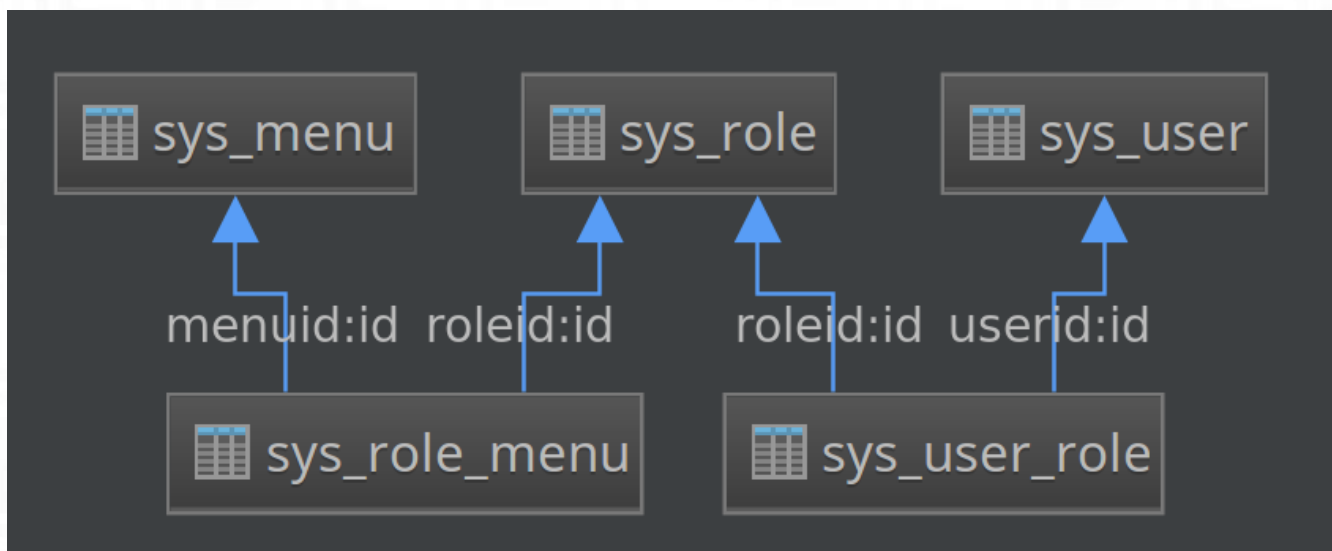 sys_menu sys_role sys_user
menuid:id roleid:id roleid:id userid:id
sys_role_menu sys_user_role